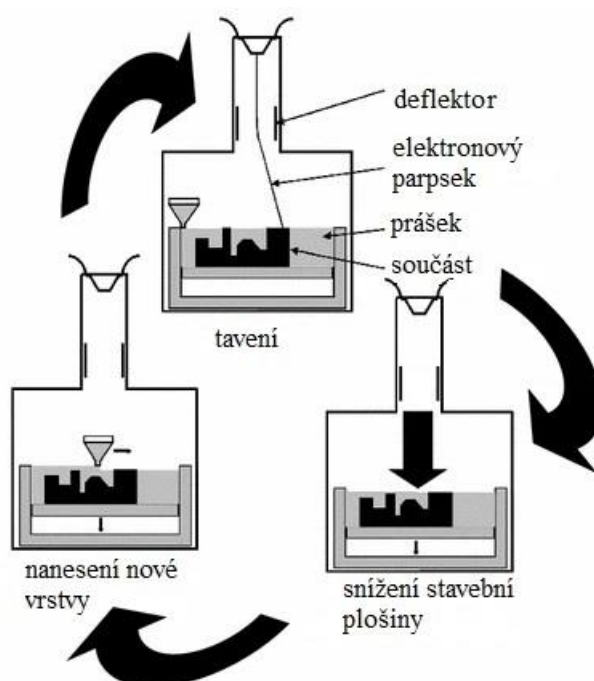 deflektor
elektronový
parpsek
prášek
součást
tavení
nanesení nové
vrstvy
snížení stavební
plošiny